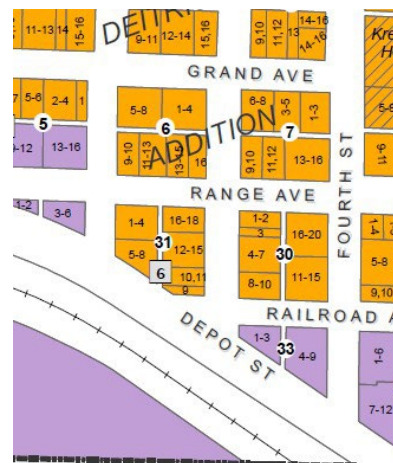 11-13 14 15-16 9-11 12-14 15,16 9,10 11,12 13 14-16 14-16
GRAND AVE
5-6 2-4 1 5-8 1-4 6-8 3-5 1-3
5 6 ADDITION 7
13-16 9-10 11-13 13-15 16 9,10 11,12 13-16 9-11
RANGE AVE
FOURTH ST
1-2 3-6 1-4 16-18 1-2 3 16-20
31 30
5-8 12-15 4-7 5-8
6 10,11 9 8-10 11-15 9,10
DEPOT ST
RAILROAD
1-3 33 4-9 1-6
7-12